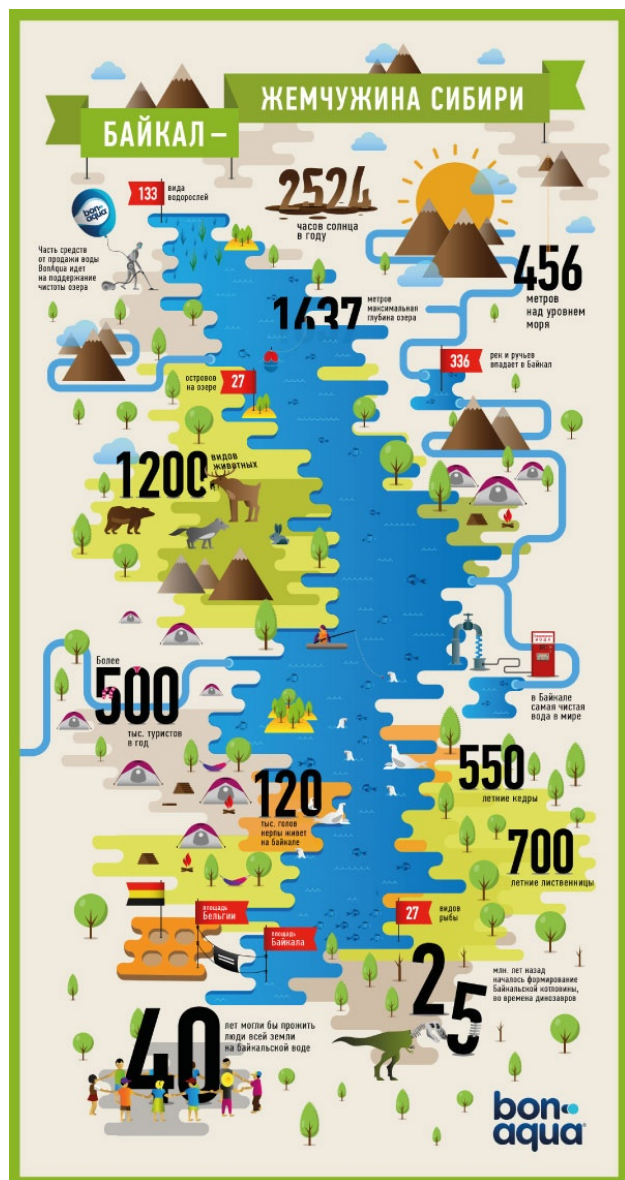 БАЙКАЛ –
ЖЕМЧУЖИНА СИБИРИ
133
вида
водорослей
2524
часов солнца
в году
bon
aqua
Часть средств
от продажи воды
BonAqua идет
на поддержание
чистоты озера
456
метров
над уровнем
моря
1637
метров
максимальная
глубина озера
336
рек и ручьев
впадает в Байкал
островов
на озере
27
1200
видов
животных
Более
500
тыс. туристов
в год
в Байкале
самая чистая
вода в мире
550
летние кедры
120
тыс. голов
нерпы живет
на байкале
700
летние лиственницы
площадь
Бельгии
площадь
Байкала
27
видов
рыбы
25
млн. лет назад
началось формирование
Байкальской котловины,
во времена динозавров
40
лет могли бы прожить
люди всей земли
на байкальской воде
bon
aqua